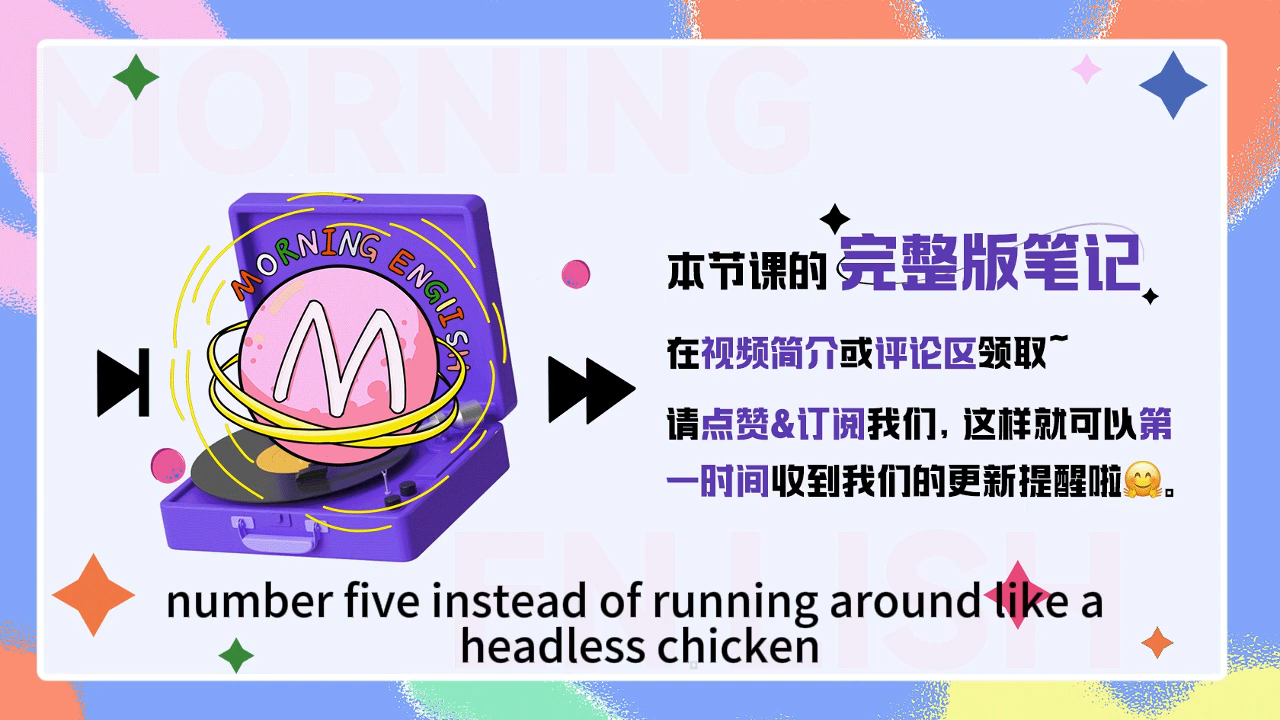 MORNING
MORNING ENGlISH
M
本节课的 完整版笔记
在视频简介或评论区领取~
请点赞&订阅我们, 这样就可以第
一时间收到我们的更新提醒啦🤗。
ENGLISH
number five instead of running around like a
headless chicken